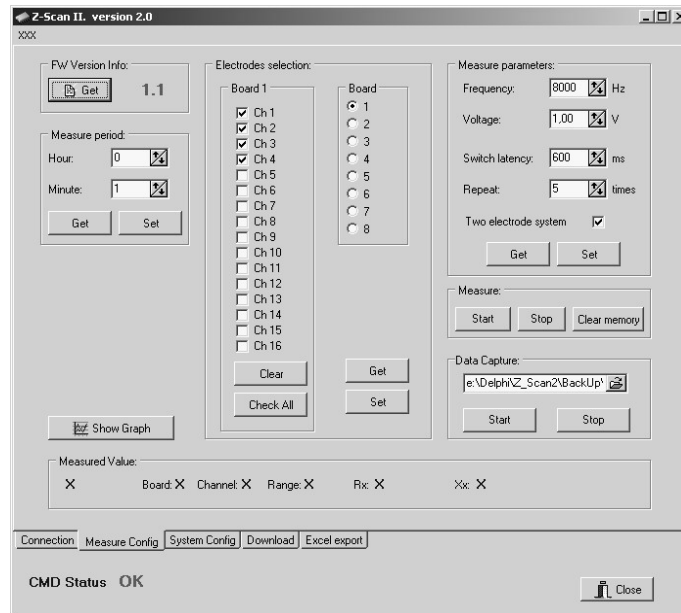 Z-Scan II. version 2.0
XXX
FW Version Info:
Get 1.1
Measure period:
Hour: 0
Minute: 1
Get Set
Show Graph
Electrodes selection:
Board 1
Ch 1
Ch 2
Ch 3
Ch 4
Ch 5
Ch 6
Ch 7
Ch 8
Ch 9
Ch 10
Ch 11
Ch 12
Ch 13
Ch 14
Ch 15
Ch 16
Clear
Check All
Board
1
2
3
4
5
6
7
8
Get
Set
Measure parameters:
Frequency: 8000 Hz
Voltage: 1,00 V
Switch latency: 600 ms
Repeat: 5 times
Two electrode system
Get Set
Measure:
Start Stop Clear memory
Data Capture:
e:\Delphi\Z_Scan2\BackUp\
Start Stop
Measured Value:
X Board: X Channel: X Range: X Rx: X Xx: X
Connection Measure Config System Config Download Excel export
CMD Status OK
Close